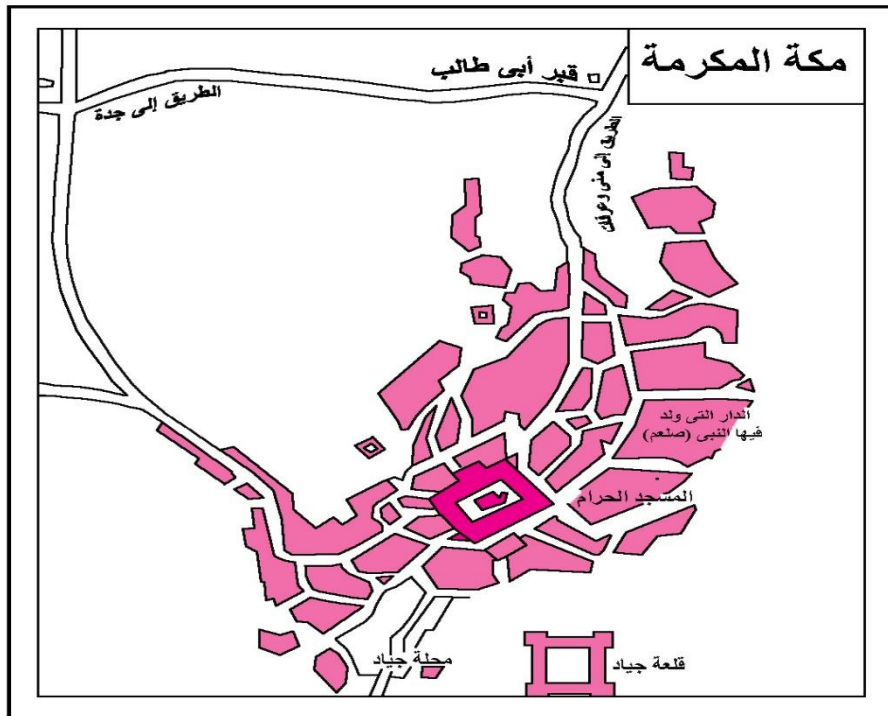 مكة المكرمة
قبر أبى طالب
الطريق إلى جدة
الطريق إلى منى وعرفات
الدار التى ولد
فيها النبى (صلعم)
المسجد الحرام
محلة جياد
قلعة جياد